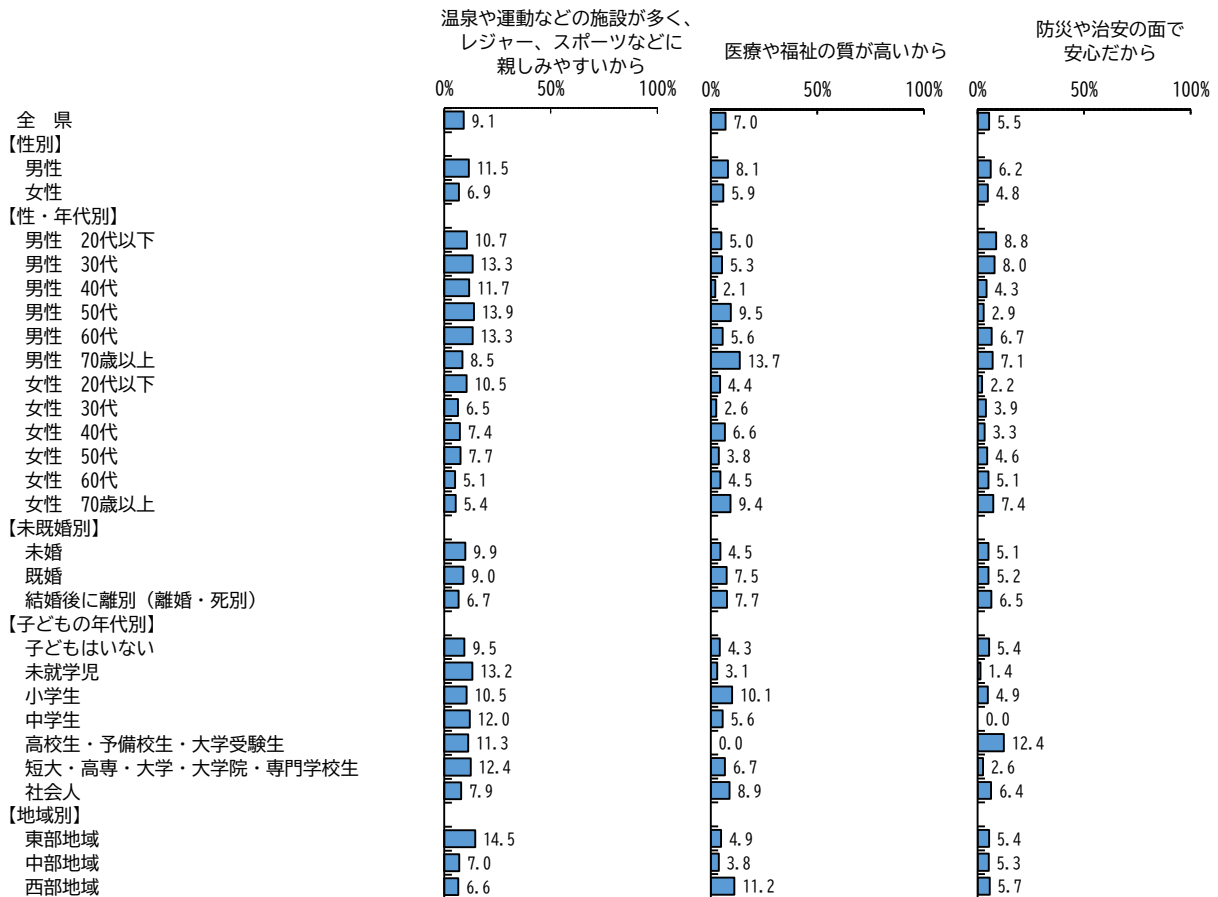 温泉や運動などの施設が多く、
レジャー、スポーツなどに
親しみやすいから
医療や福祉の質が高いから
防災や治安の面で
安心だから
0% 50% 100% 0% 50% 100% 0% 50% 100%
全 県 9.1 7.0 5.5
【性別】
男性 11.5 8.1 6.2
女性 6.9 5.9 4.8
【性・年代別】
男性 20代以下 10.7 5.0 8.8
男性 30代 13.3 5.3 8.0
男性 40代 11.7 2.1 4.3
男性 50代 13.9 9.5 2.9
男性 60代 13.3 5.6 6.7
男性 70歳以上 8.5 13.7 7.1
女性 20代以下 10.5 4.4 2.2
女性 30代 6.5 2.6 3.9
女性 40代 7.4 6.6 3.3
女性 50代 7.7 3.8 4.6
女性 60代 5.1 4.5 5.1
女性 70歳以上 5.4 9.4 7.4
【未既婚別】
未婚 9.9 4.5 5.1
既婚 9.0 7.5 5.2
結婚後に離別（離婚・死別） 6.7 7.7 6.5
【子どもの年代別】
子どもはいない 9.5 4.3 5.4
未就学児 13.2 3.1 1.4
小学生 10.5 10.1 4.9
中学生 12.0 5.6 0.0
高校生・予備校生・大学受験生 11.3 0.0 12.4
短大・高専・大学・大学院・専門学校生 12.4 6.7 2.6
社会人 7.9 8.9 6.4
【地域別】
東部地域 14.5 4.9 5.4
中部地域 7.0 3.8 5.3
西部地域 6.6 11.2 5.7